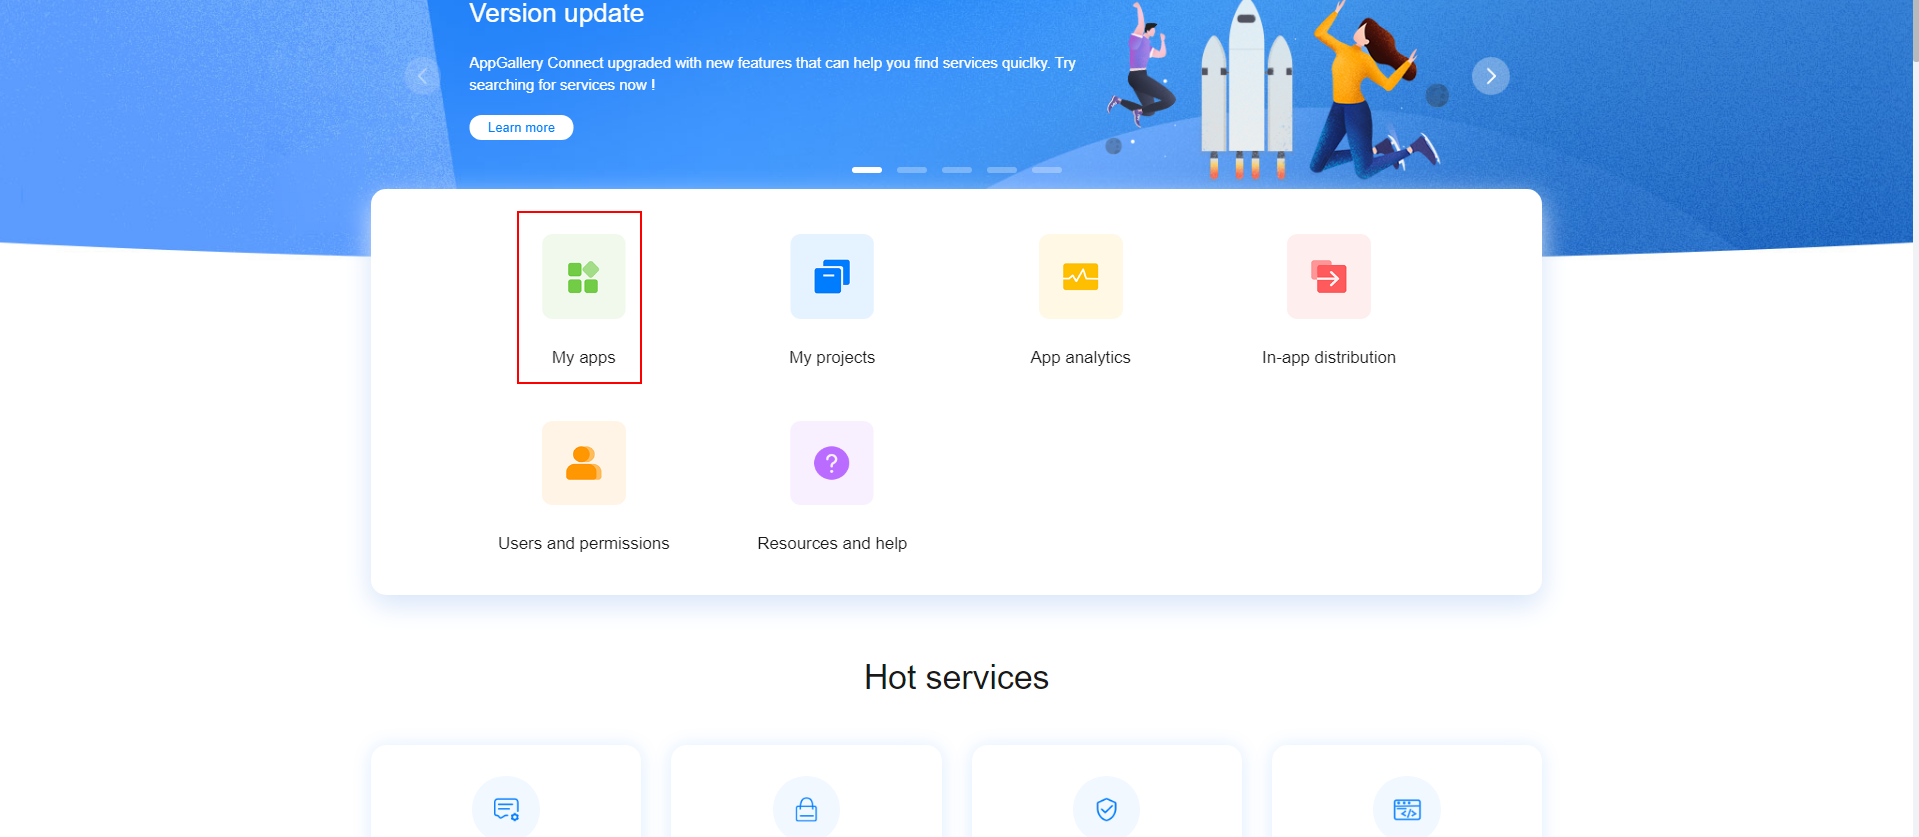 Version update
AppGallery Connect upgraded with new features that can help you find services quiclky. Try
searching for services now !
Learn more
My apps
My projects
App analytics
In-app distribution
Users and permissions
Resources and help
Hot services